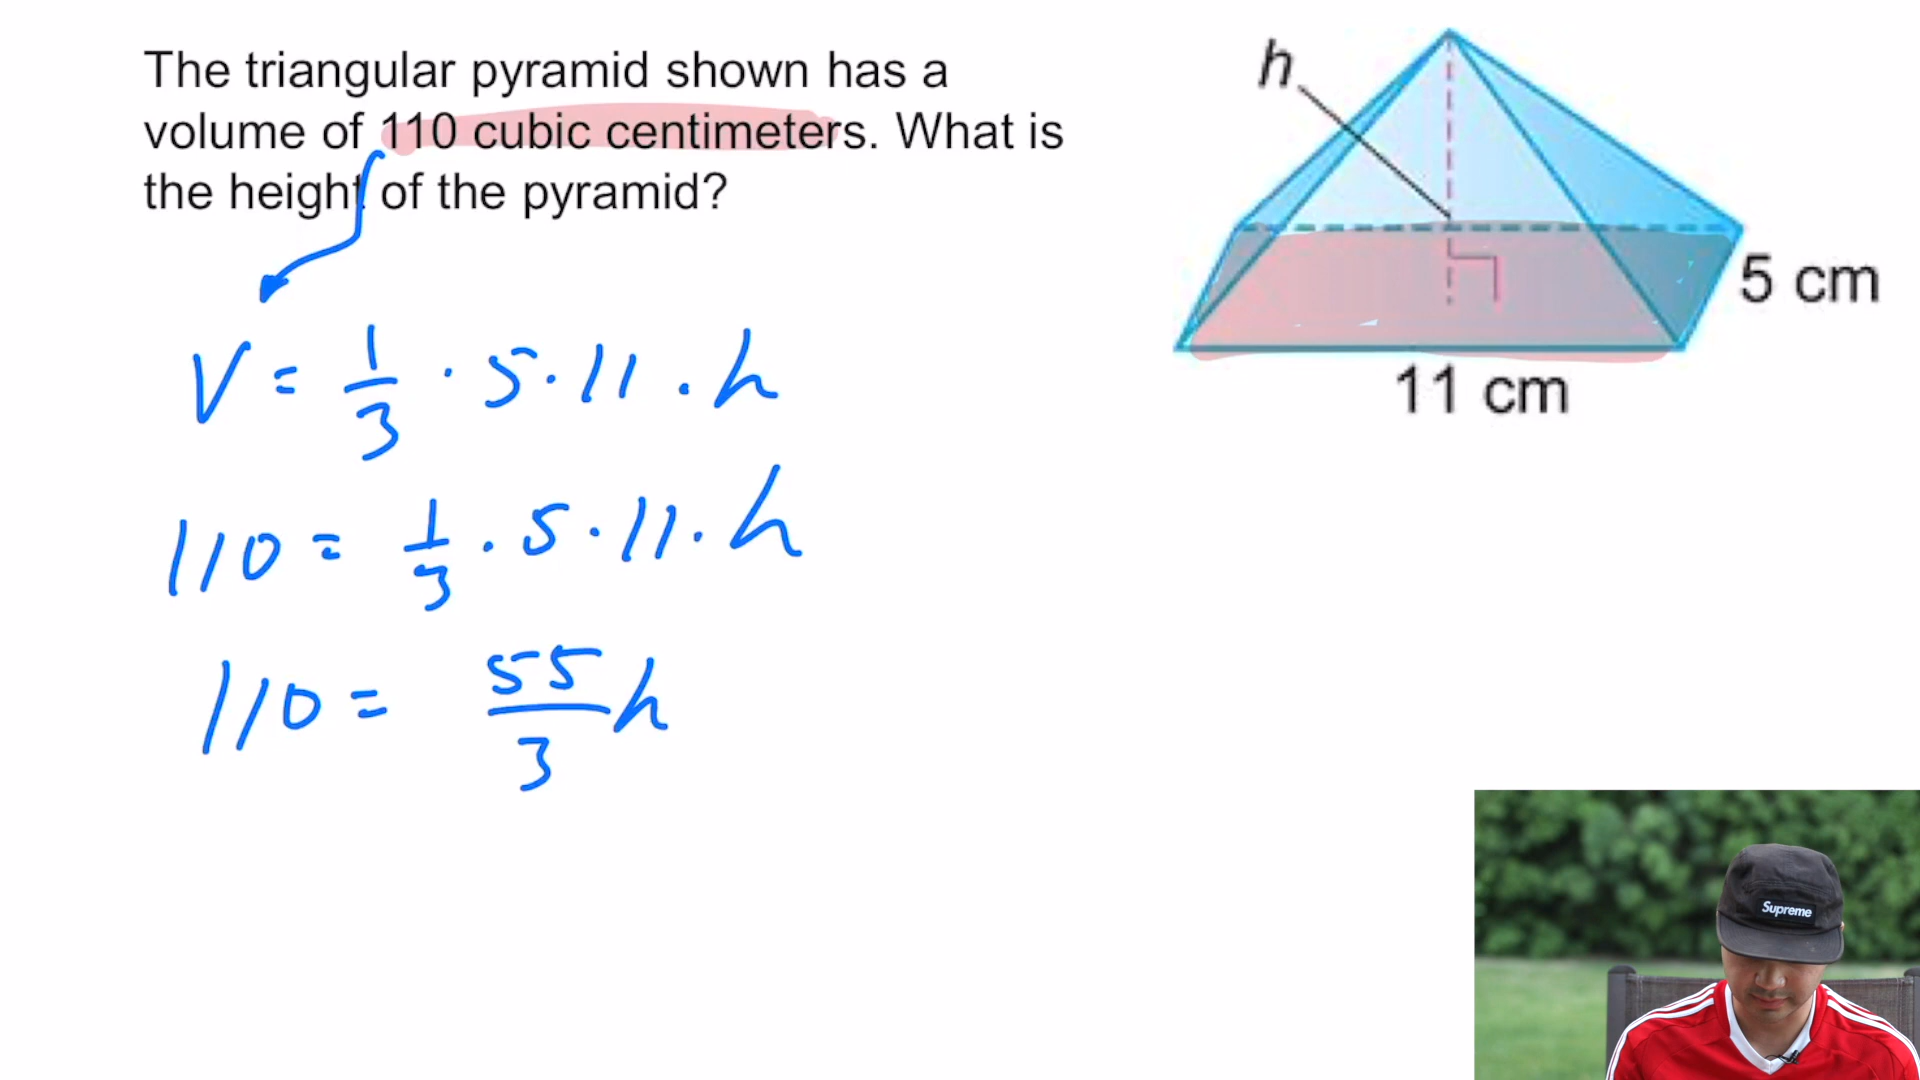 The triangular pyramid shown has a
volume of 110 cubic centimeters. What is
the height of the pyramid?
h
5 cm
11 cm
V = 1/3 · 5 · 11 · h
110 = 1/3 · 5 · 11 · h
110 = 55/3 h
Supreme